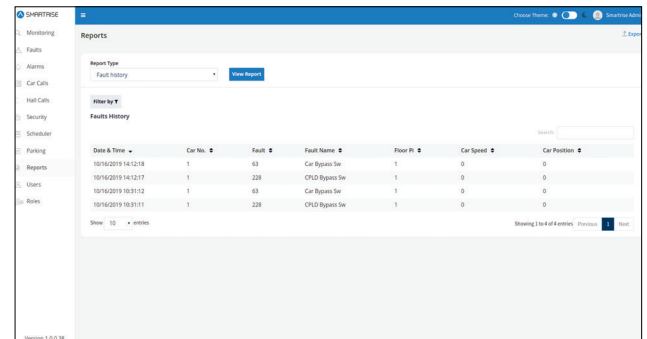 SMARTRISE
Choose Theme:
Smartrise Admi
Monitoring
Reports
Export
Faults
Alarms
Report Type
Car Calls
Fault history
View Report
Hall Calls
Security
Filter by
Scheduler
Faults History
Parking
Search:
Date & Time Car No. Fault Fault Name Floor Pi Car Speed Car Position
Reports
10/16/2019 14:12:18 1 63 Car Bypass Sw 1 0 0
Users
10/16/2019 14:12:17 1 228 CPLD Bypass Sw 1 0 0
10/16/2019 10:31:12 1 63 Car Bypass Sw 1 0 0
Roles
10/16/2019 10:31:11 1 228 CPLD Bypass Sw 1 0 0
Show 10 entries
Showing 1 to 4 of 4 entries Previous 1 Next
Version 1.0.0.38